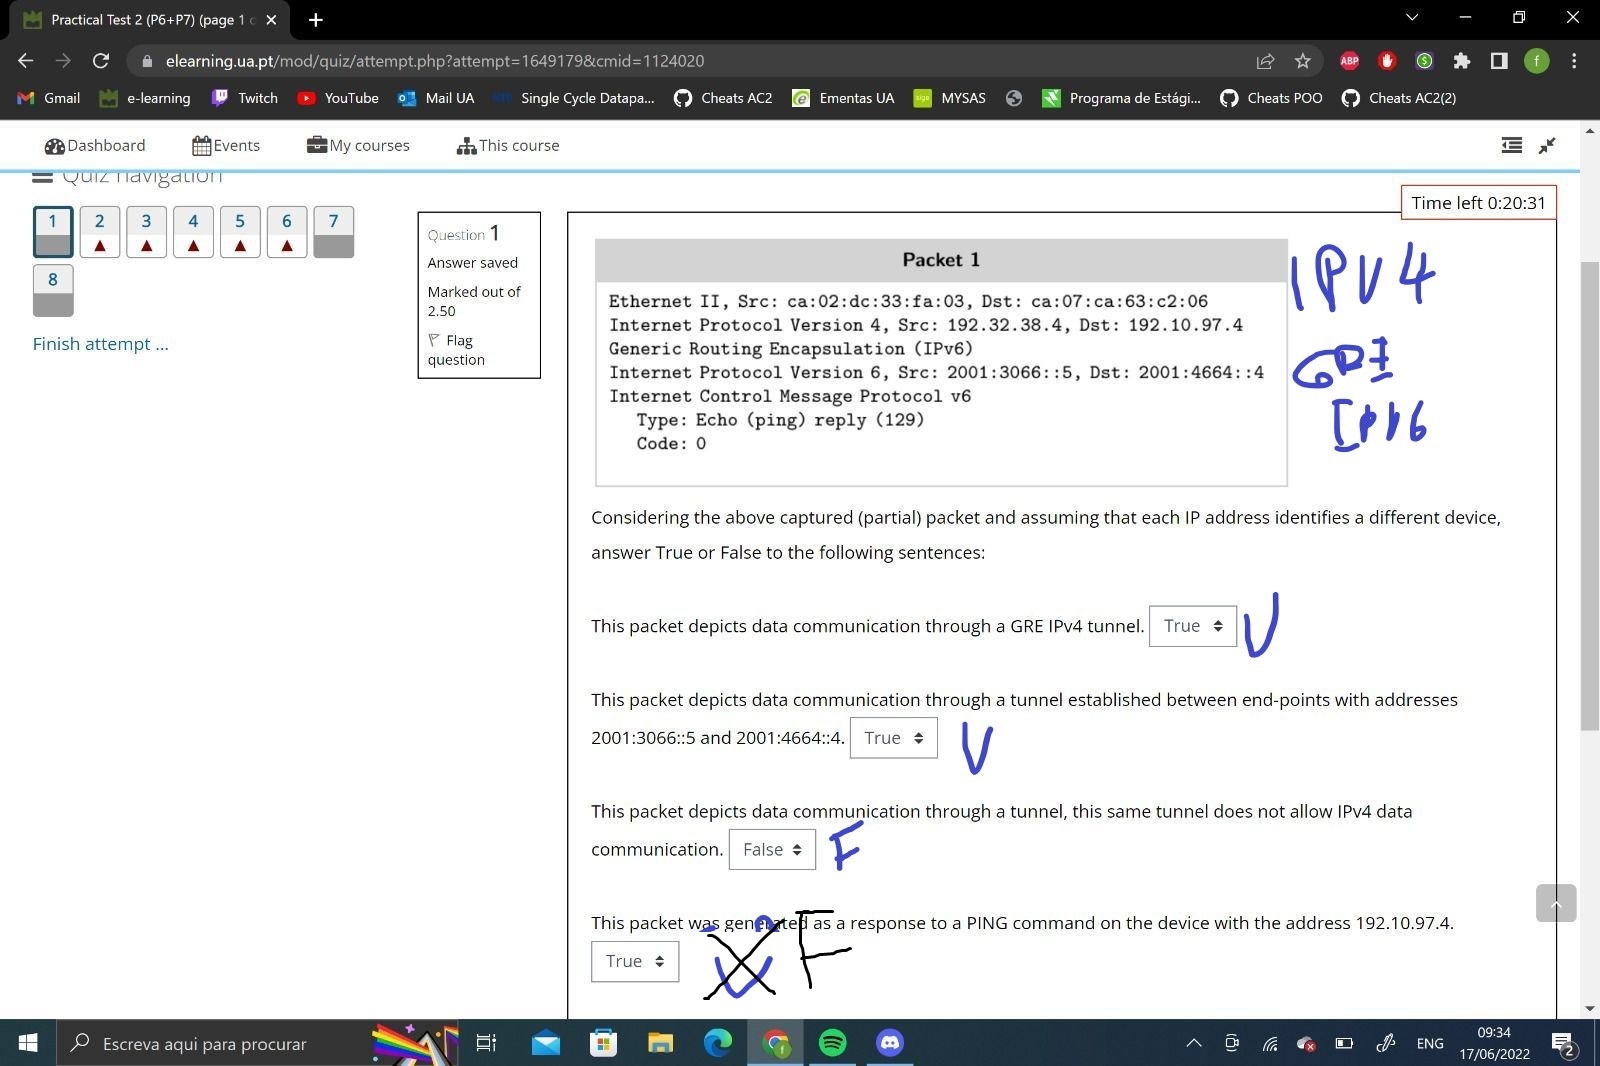 Practical Test 2 (P6+P7) (page 1
elearning.ua.pt/mod/quiz/attempt.php?attempt=1649179&cmid=1124020
ABP
f
Gmail e-learning Twitch YouTube Mail UA Single Cycle Datapa... Cheats AC2 Ementas UA MYSAS Programa de Estági... Cheats POO Cheats AC2(2)
Dashboard Events My courses This course
Quiz navigation
Time left 0:20:31
1 2 3 4 5 6 7
8
Finish attempt ...
Question 1
Answer saved
Marked out of
2.50
Flag
question
Packet 1
Ethernet II, Src: ca:02:dc:33:fa:03, Dst: ca:07:ca:63:c2:06
Internet Protocol Version 4, Src: 192.32.38.4, Dst: 192.10.97.4
Generic Routing Encapsulation (IPv6)
Internet Protocol Version 6, Src: 2001:3066::5, Dst: 2001:4664::4
Internet Control Message Protocol v6
Type: Echo (ping) reply (129)
Code: 0
IPV4
GRE
IPV6
Considering the above captured (partial) packet and assuming that each IP address identifies a different device,
answer True or False to the following sentences:
This packet depicts data communication through a GRE IPv4 tunnel. True V
This packet depicts data communication through a tunnel established between end-points with addresses
2001:3066::5 and 2001:4664::4. True V
This packet depicts data communication through a tunnel, this same tunnel does not allow IPv4 data
communication. False F
This packet was generated as a response to a PING command on the device with the address 192.10.97.4.
True V F
Escreva aqui para procurar
ENG
09:34
17/06/2022
2